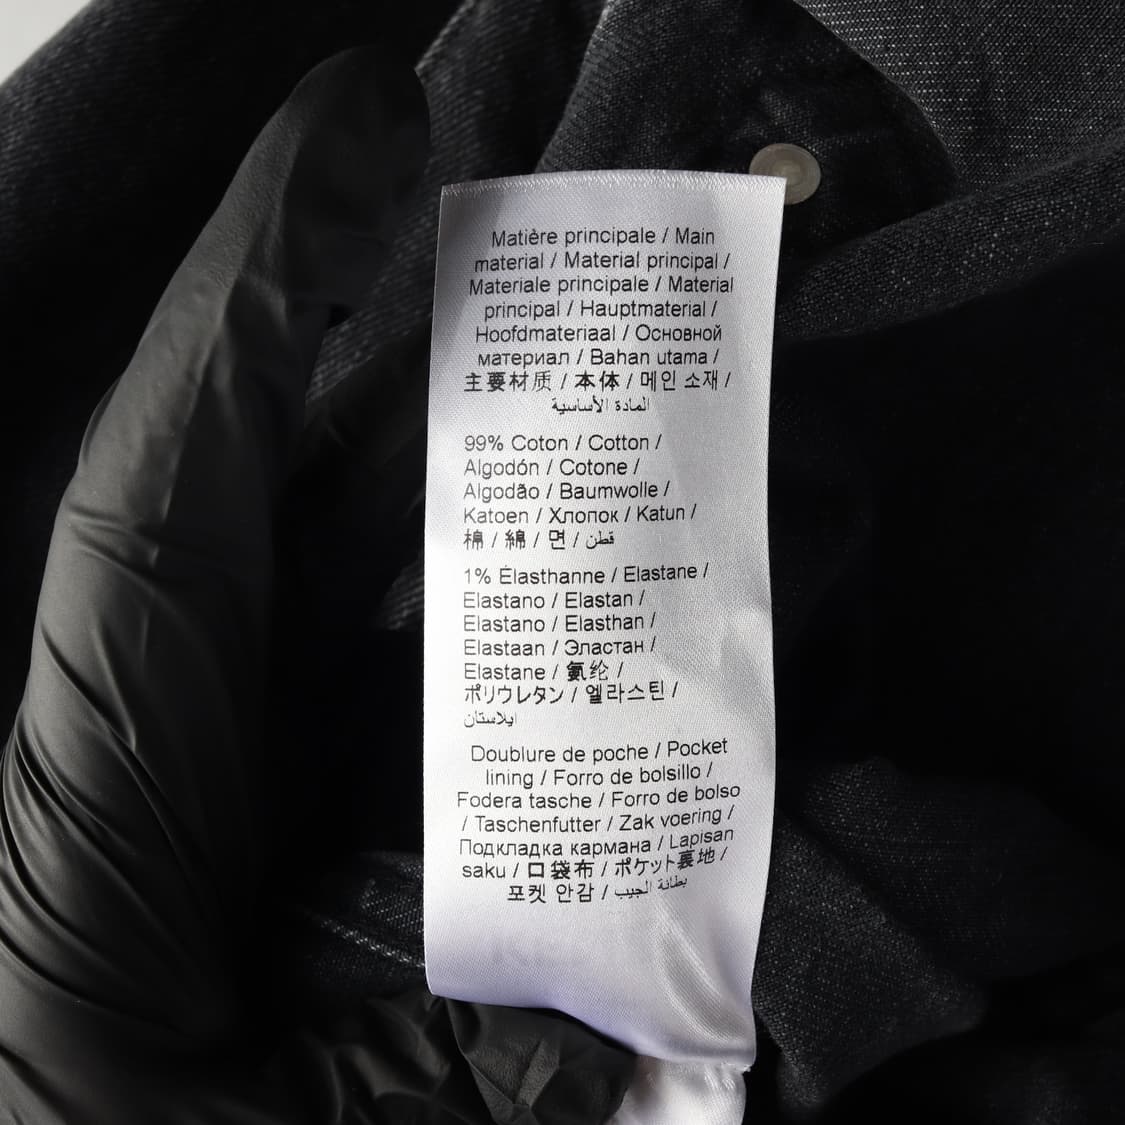 Matière principale / Main
material / Material principal /
Materiale principale / Material
principal / Hauptmaterial /
Hoofdmateriaal / Основной
материал / Bahan utama /
主要材质 / 本体 / 메인 소재 /
المادة الأساسية
99% Coton / Cotton /
Algodón / Cotone /
Algodão / Baumwolle /
Katoen / Хлопок / Katun /
棉 / 綿 / 면 / قطن
1% Élasthanne / Elastane /
Elastano / Elastan /
Elastano / Elasthan /
Elastaan / Эластан /
Elastane / 氨纶 /
ポリウレタン / 엘라스틴 /
ايلاستان
Doublure de poche / Pocket
lining / Forro de bolsillo /
Fodera tasche / Forro de bolso
/ Taschenfutter / Zak voering /
Подкладка кармана / Lapisan
saku / 口袋布 / ポケット裏地 /
포켓 안감 / بطانة الجيب